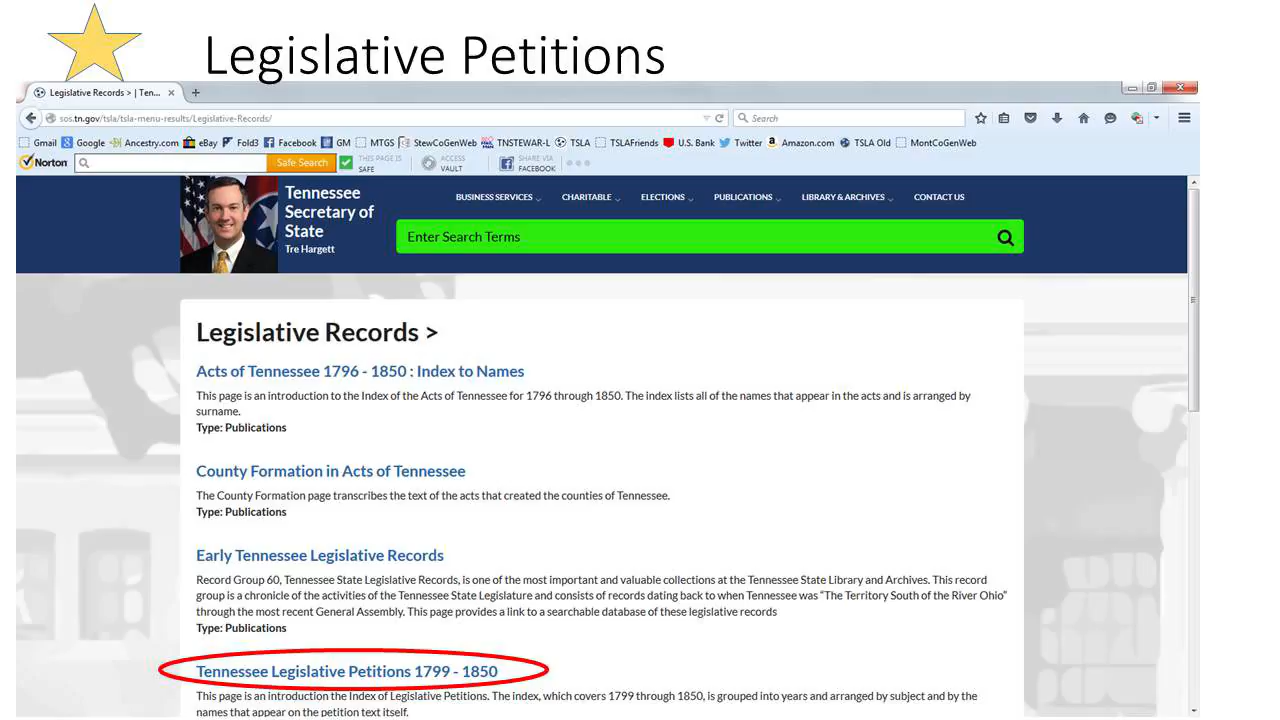 Legislative Petitions
Legislative Records > | Ten...
sos.tn.gov/tsla/tsla-menu-results/Legislative-Records/
Search
Gmail Google Ancestry.com eBay Fold3 Facebook GM MTGS StewCoGenWeb TNSTEWAR-L TSLA TSLAFriends U.S. Bank Twitter Amazon.com TSLA Old MontCoGenWeb
Norton Safe Search THIS PAGE IS SAFE ACCESS VAULT SHARE VIA FACEBOOK
Tennessee
Secretary of
State
Tre Hargett
BUSINESS SERVICES CHARITABLE ELECTIONS PUBLICATIONS LIBRARY & ARCHIVES CONTACT US
Enter Search Terms
Legislative Records >
Acts of Tennessee 1796 - 1850 : Index to Names
This page is an introduction to the Index of the Acts of Tennessee for 1796 through 1850. The index lists all of the names that appear in the acts and is arranged by
surname.
Type: Publications
County Formation in Acts of Tennessee
The County Formation page transcribes the text of the acts that created the counties of Tennessee.
Type: Publications
Early Tennessee Legislative Records
Record Group 60, Tennessee State Legislative Records, is one of the most important and valuable collections at the Tennessee State Library and Archives. This record
group is a chronicle of the activities of the Tennessee State Legislature and consists of records dating back to when Tennessee was “The Territory South of the River Ohio”
through the most recent General Assembly. This page provides a link to a searchable database of these legislative records
Type: Publications
Tennessee Legislative Petitions 1799 - 1850
This page is an introduction the Index of Legislative Petitions. The index, which covers 1799 through 1850, is grouped into years and arranged by subject and by the
names that appear on the petition text itself.